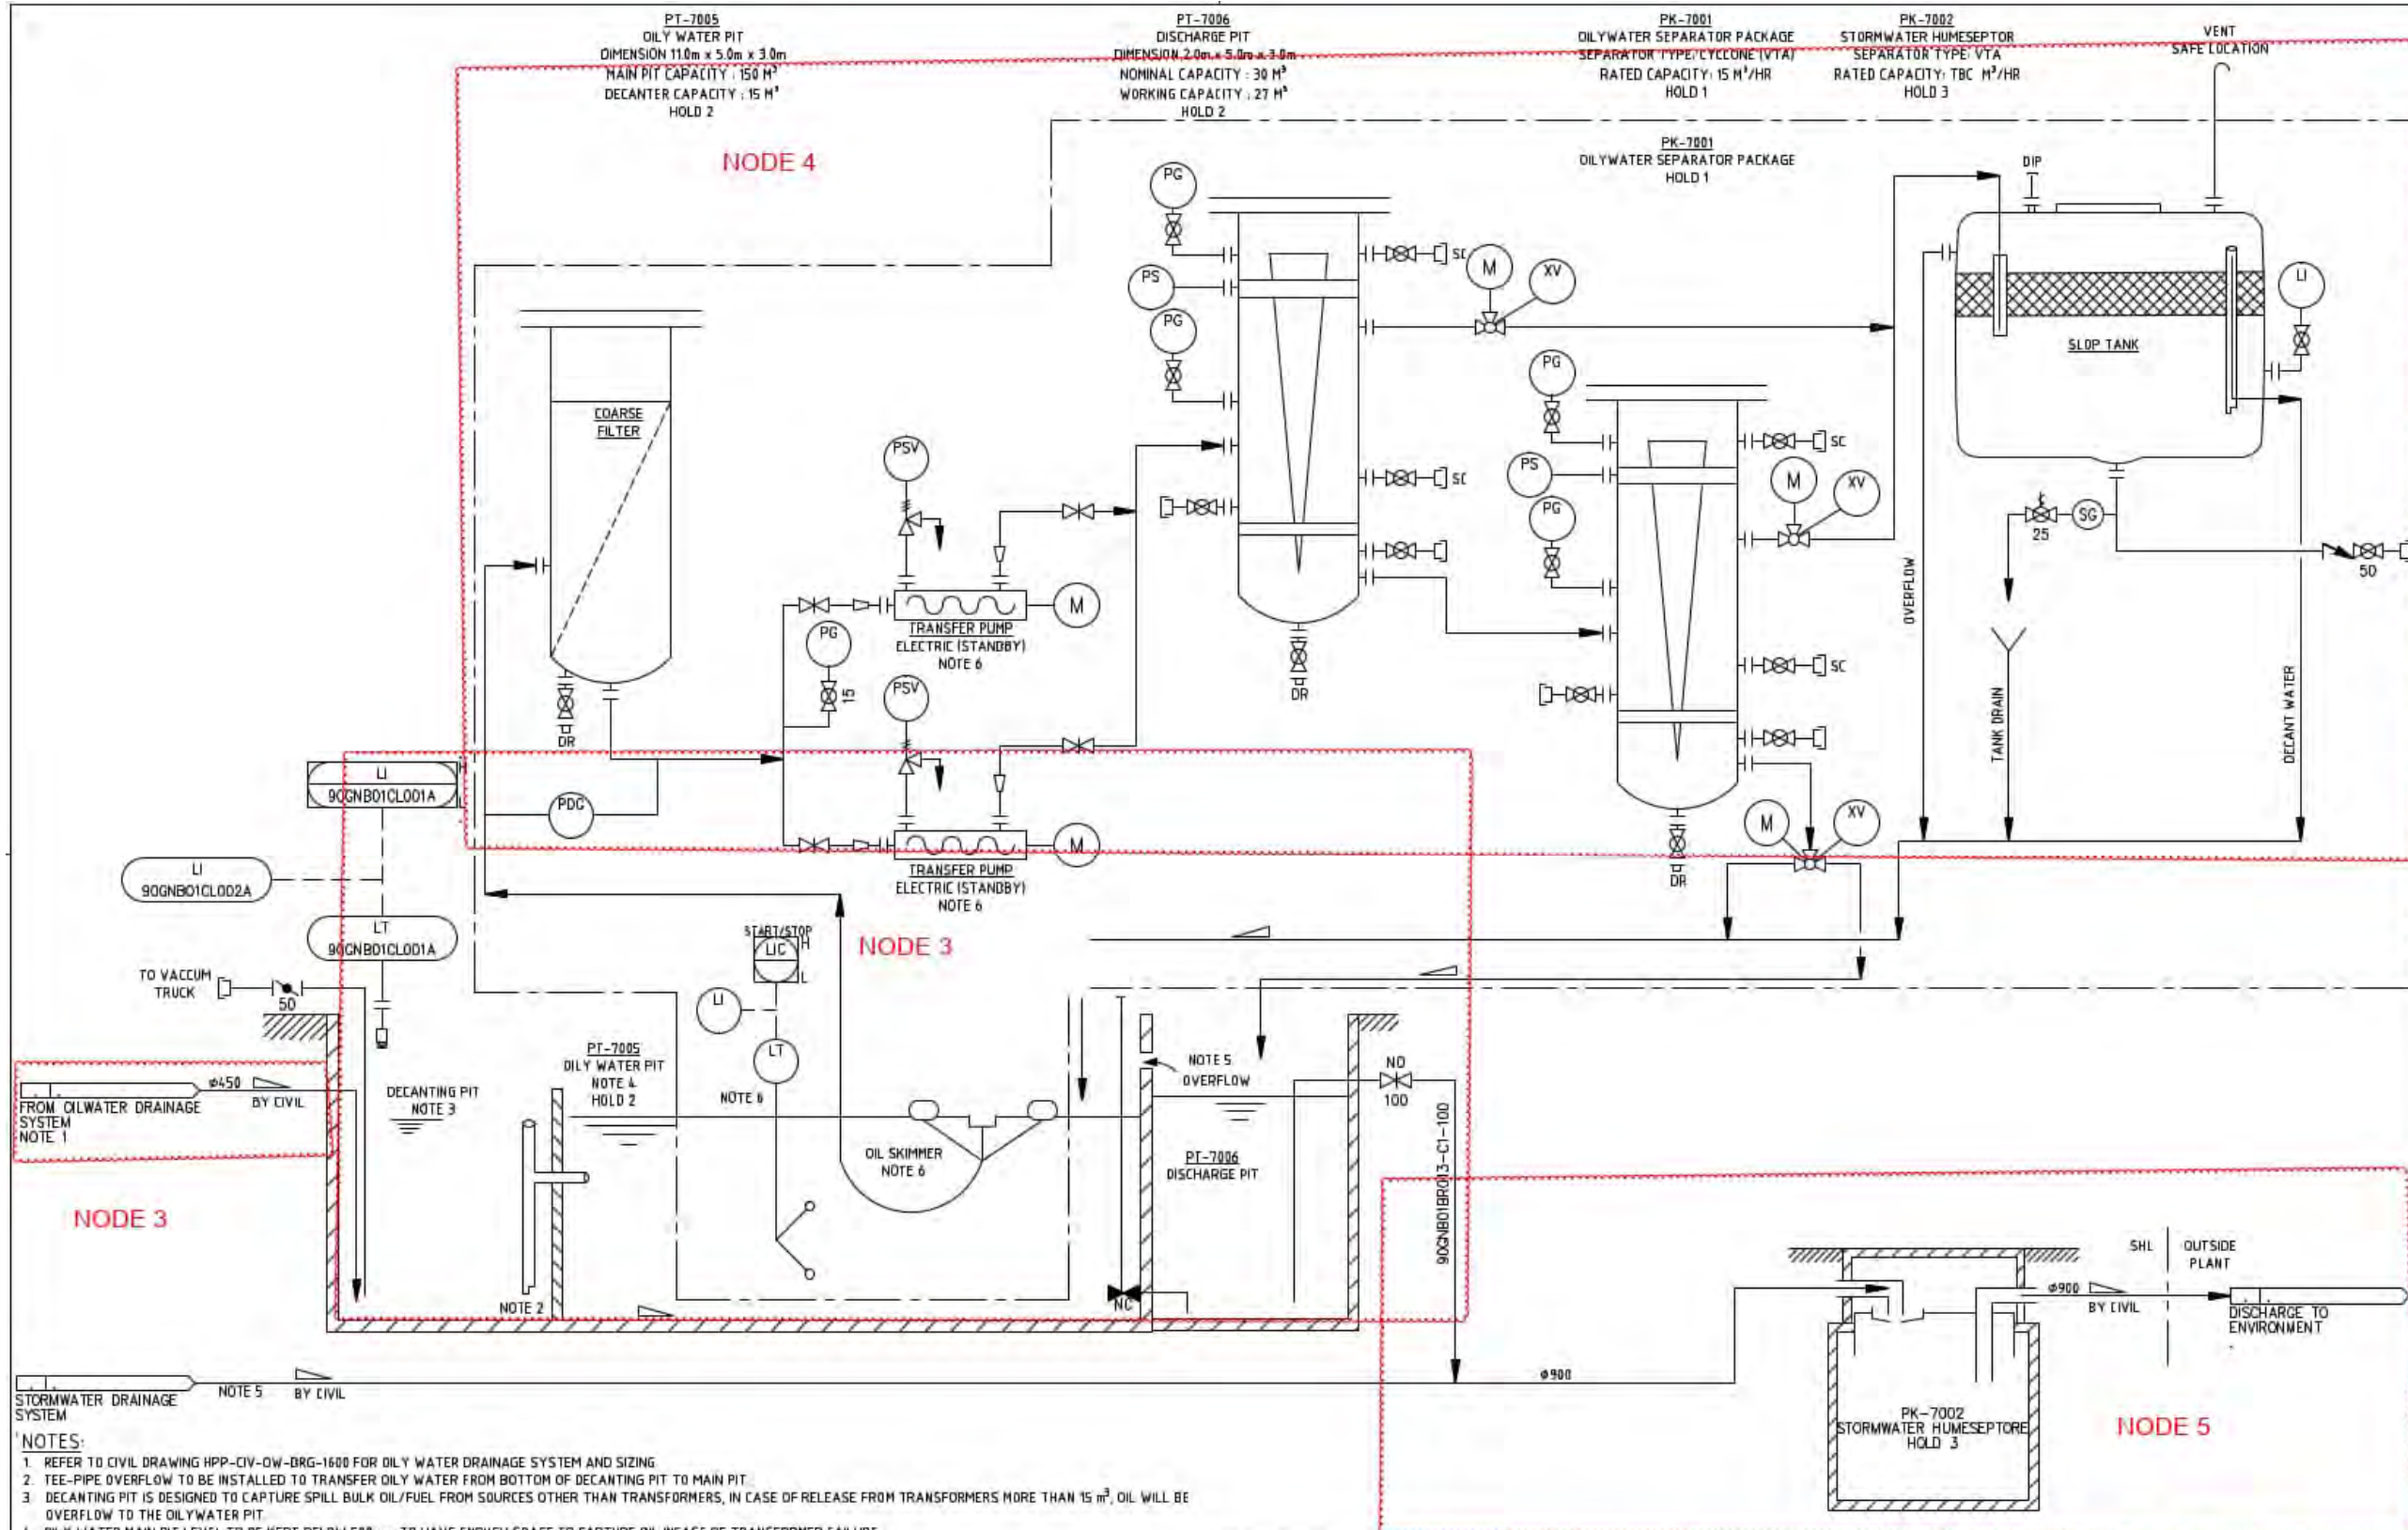 PT-7005
OILY WATER PIT
DIMENSION 11.0m x 5.0m x 3.0m
MAIN PIT CAPACITY : 150 M³
DECANTER CAPACITY : 15 M³
HOLD 2
PT-7006
DISCHARGE PIT
DIMENSION 2.0m x 5.0m x 3.0m
NOMINAL CAPACITY : 30 M³
WORKING CAPACITY : 27 M³
HOLD 2
PK-7001
OILYWATER SEPARATOR PACKAGE
SEPARATOR TYPE: CYCLONE (VTA)
RATED CAPACITY: 15 M³/HR
HOLD 1
PK-7002
STORMWATER HUMESEPTOR
SEPARATOR TYPE: VTA
RATED CAPACITY: TBC M³/HR
HOLD 3
VENT
SAFE LOCATION
NODE 4
PK-7001
OILYWATER SEPARATOR PACKAGE
HOLD 1
DIP
PG
SC
M
XV
PS
PG
LI
SLOP TANK
COARSE
FILTER
PG
SC
PS
M
XV
PSV
PG
SC
SG
25
50
TRANSFER PUMP
ELECTRIC (STANDBY)
NOTE 6
M
PG
15
DR
SC
OVERFLOW
TANK DRAIN
DECANT WATER
PSV
DR
LI
90GNB01CL001A
H
L
PDG
M
TRANSFER PUMP
ELECTRIC (STANDBY)
NOTE 6
M
XV
DR
LI
90GNB01CL002A
LT
90GNB01CL001A
START/STOP
LIC
H
L
NODE 3
TO VACCUM
TRUCK
50
LI
LT
NOTE 6
FROM OILWATER DRAINAGE
SYSTEM
NOTE 1
ø450
BY CIVIL
DECANTING PIT
NOTE 3
PT-7005
OILY WATER PIT
NOTE 4
HOLD 2
OIL SKIMMER
NOTE 6
NOTE 5
OVERFLOW
PT-7006
DISCHARGE PIT
NO
100
90GNB01BR013-C1-100
NODE 3
NOTE 2
NC
SHL
OUTSIDE
PLANT
ø900
BY CIVIL
DISCHARGE TO
ENVIRONMENT
STORMWATER DRAINAGE
SYSTEM
NOTE 5
BY CIVIL
ø900
PK-7002
STORMWATER HUMESEPTORE
HOLD 3
NODE 5
NOTES:
1. REFER TO CIVIL DRAWING HPP-CIV-OW-DRG-1600 FOR OILY WATER DRAINAGE SYSTEM AND SIZING
2. TEE-PIPE OVERFLOW TO BE INSTALLED TO TRANSFER OILY WATER FROM BOTTOM OF DECANTING PIT TO MAIN PIT
3. DECANTING PIT IS DESIGNED TO CAPTURE SPILL BULK OIL/FUEL FROM SOURCES OTHER THAN TRANSFORMERS, IN CASE OF RELEASE FROM TRANSFORMERS MORE THAN 15 m³, OIL WILL BE
OVERFLOW TO THE OILYWATER PIT